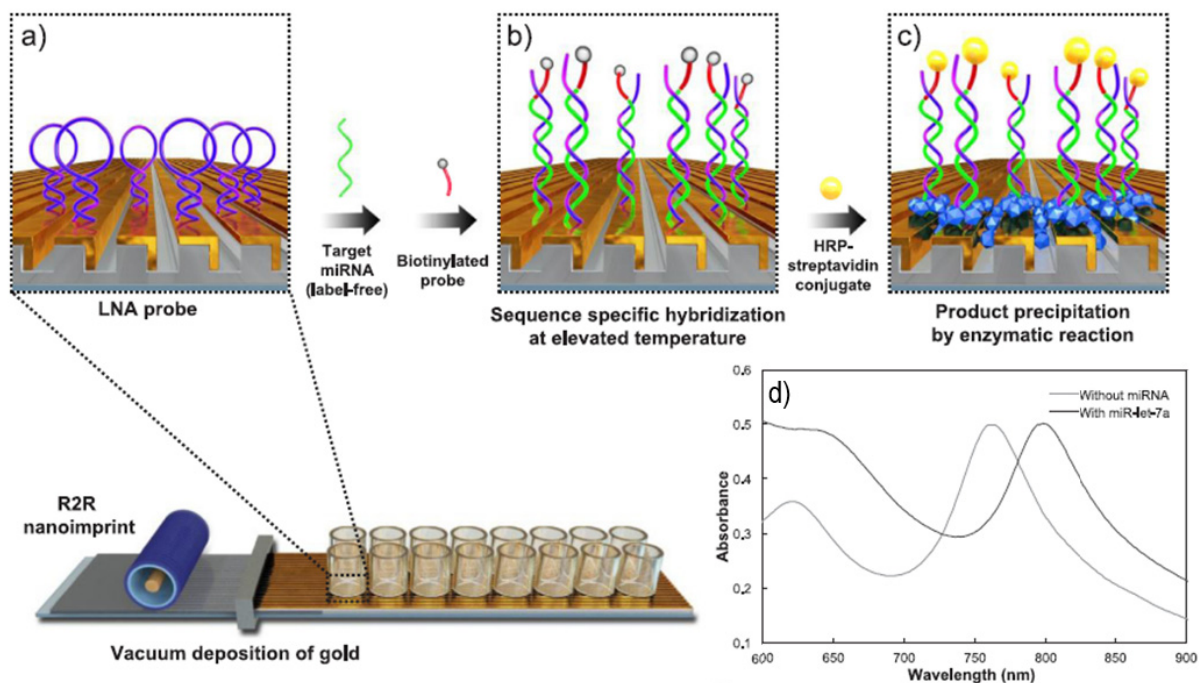 a)
LNA probe
Target
miRNA
(label-free)
Biotinylated
probe
b)
Sequence specific hybridization
at elevated temperature
HRP-
streptavidin
conjugate
c)
Product precipitation
by enzymatic reaction
R2R
nanoimprint
Vacuum deposition of gold
d)
Without miRNA
With miR-let-7a
Absorbance
0.6
0.5
0.4
0.3
0.2
0.1
600 650 700 750 800 850 900
Wavelength (nm)